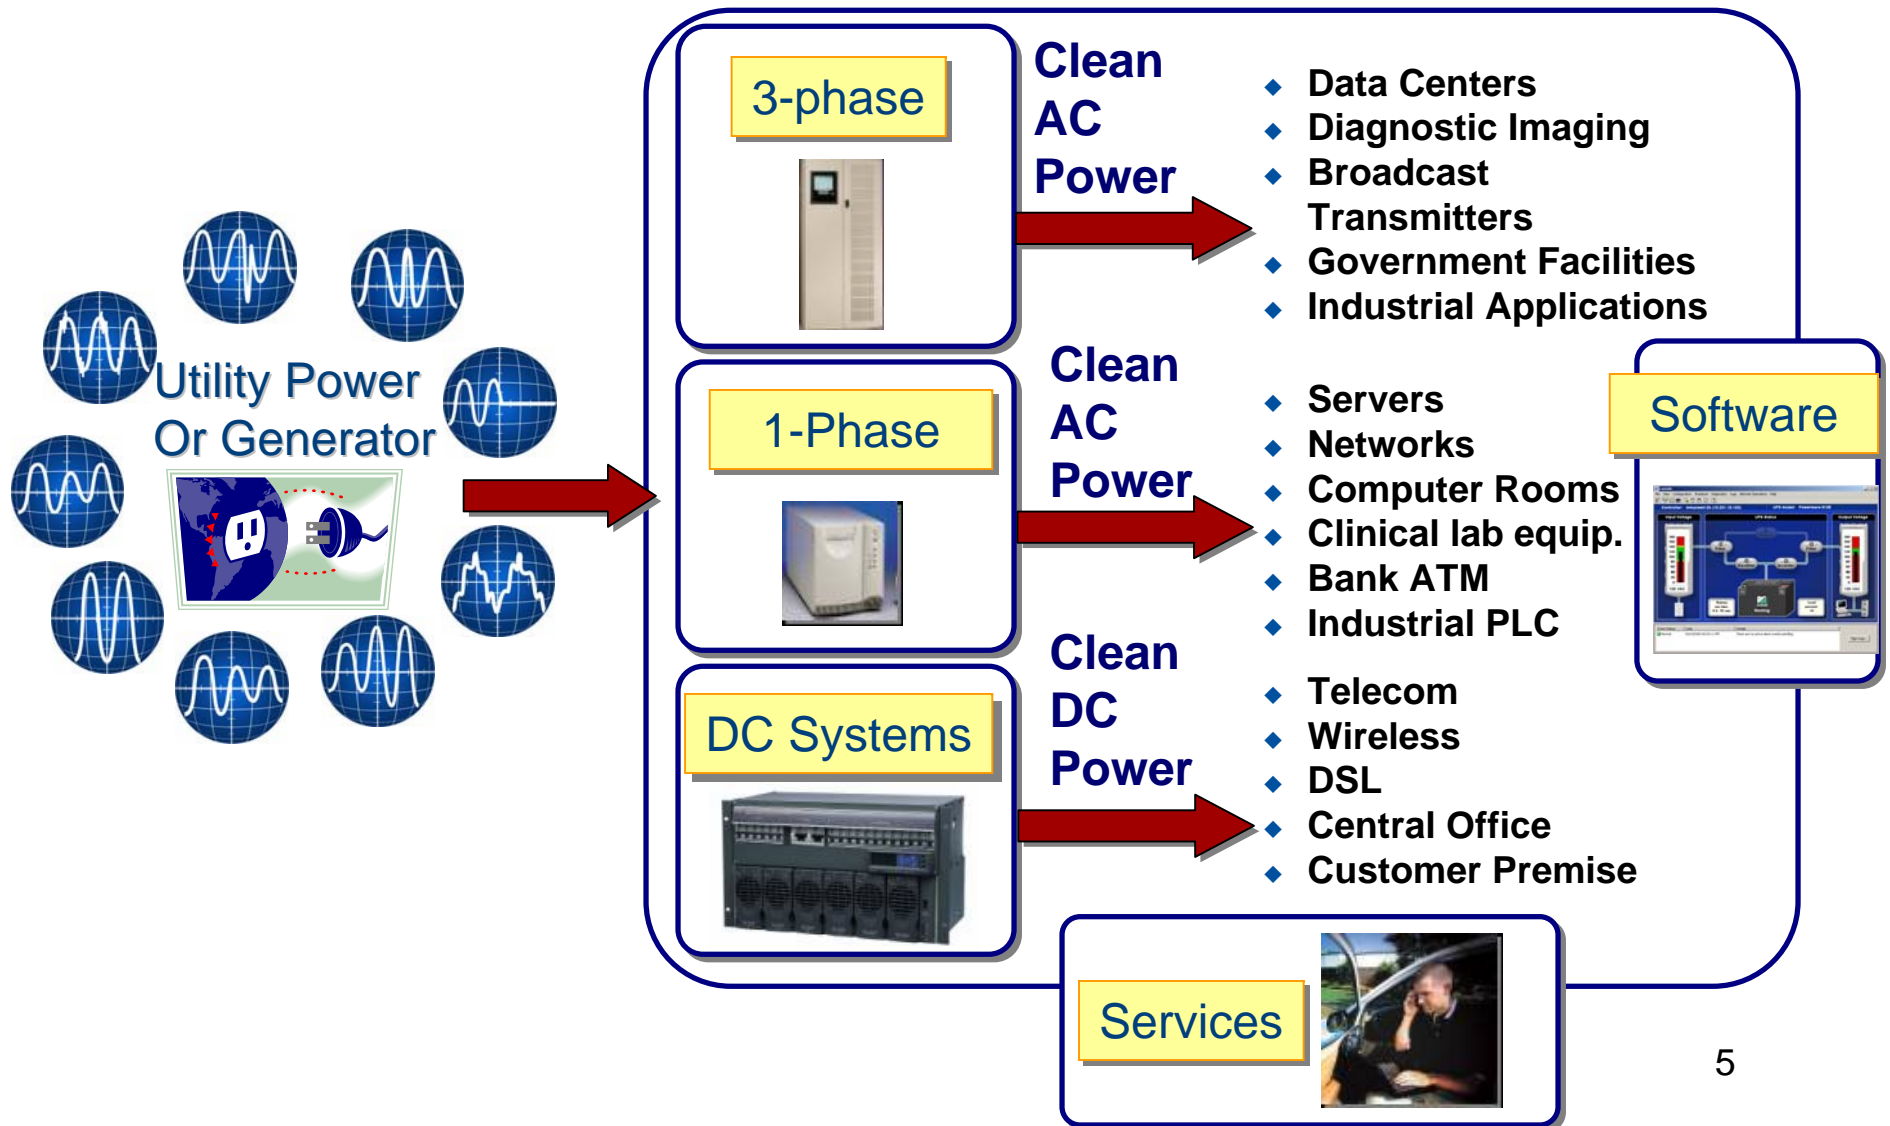 Utility Power
Or Generator
3-phase
Clean
AC
Power
Data Centers
Diagnostic Imaging
Broadcast
Transmitters
Government Facilities
Industrial Applications
1-Phase
Clean
AC
Power
Servers
Networks
Computer Rooms
Clinical lab equip.
Bank ATM
Industrial PLC
Software
DC Systems
Clean
DC
Power
Telecom
Wireless
DSL
Central Office
Customer Premise
Services
5